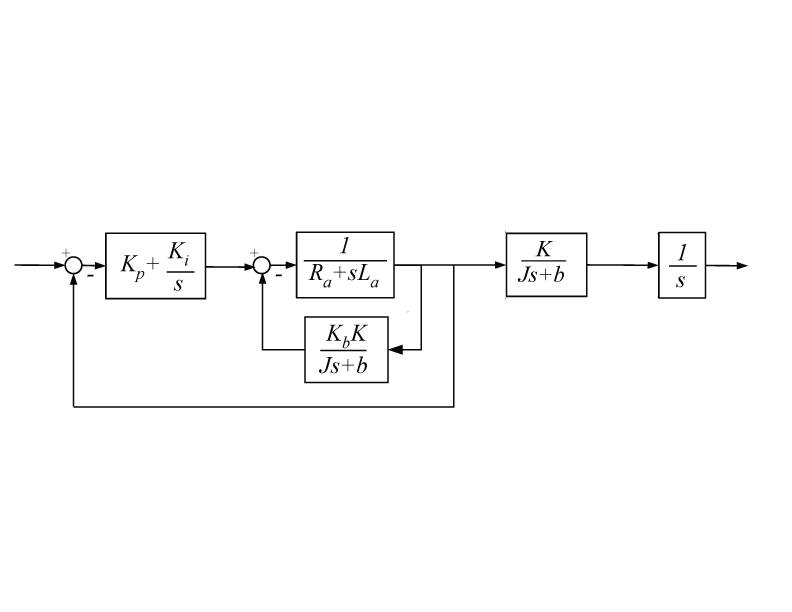 +
-
K_p + K_i/s
+
-
1/(R_a+sL_a)
K/(Js+b)
1/s
K_bK/(Js+b)